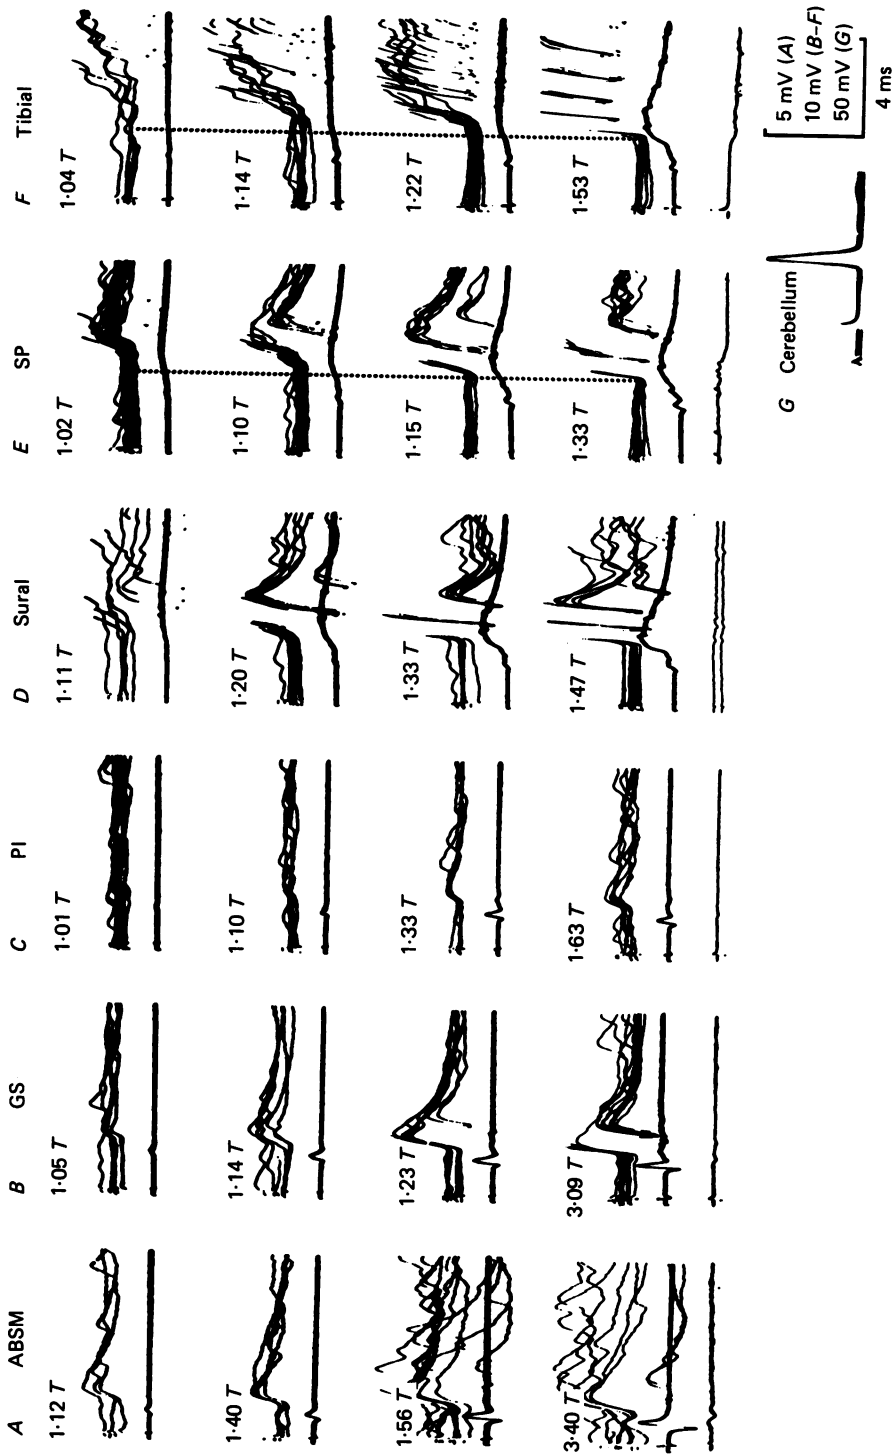 A ABSM
1·12 T
1·40 T
1·56 T
3·40 T
B GS
1·05 T
1·14 T
1·23 T
3·09 T
C Pl
1·01 T
1·10 T
1·33 T
1·63 T
D Sural
1·11 T
1·20 T
1·33 T
1·47 T
E SP
1·02 T
1·10 T
1·15 T
1·33 T
F Tibial
1·04 T
1·14 T
1·22 T
1·53 T
G Cerebellum
5 mV (A)
10 mV (B–F)
50 mV (G)
4 ms